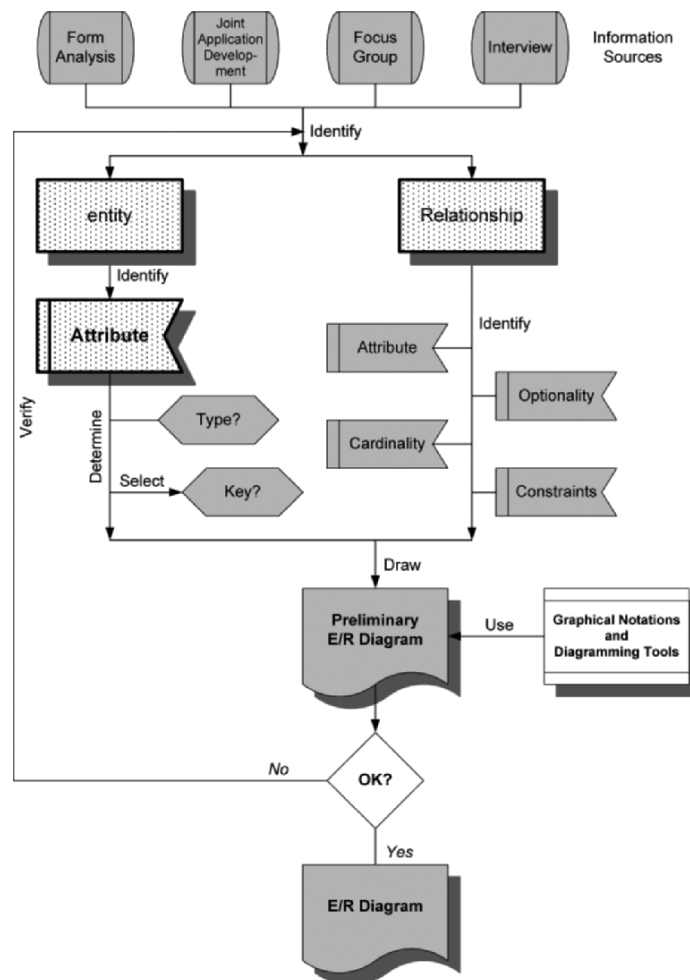 Form
Analysis
Joint
Application
Develop-
ment
Focus
Group
Interview
Information
Sources
Identify
entity
Relationship
Identify
Attribute
Identify
Attribute
Optionality
Verify
Determine
Type?
Cardinality
Select
Key?
Constraints
Draw
Preliminary
E/R Diagram
Use
Graphical Notations
and
Diagramming Tools
No
OK?
Yes
E/R Diagram